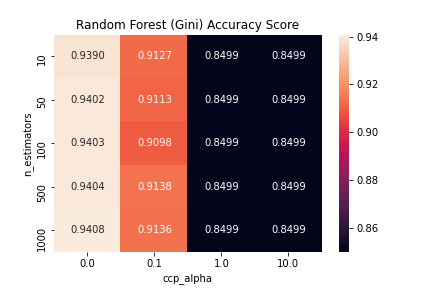 Random Forest (Gini) Accuracy Score
n_estimators
10 0.9390 0.9127 0.8499 0.8499
50 0.9402 0.9113 0.8499 0.8499
100 0.9403 0.9098 0.8499 0.8499
500 0.9404 0.9138 0.8499 0.8499
1000 0.9408 0.9136 0.8499 0.8499
0.0 0.1 1.0 10.0
ccp_alpha
0.94
0.92
0.90
0.88
0.86